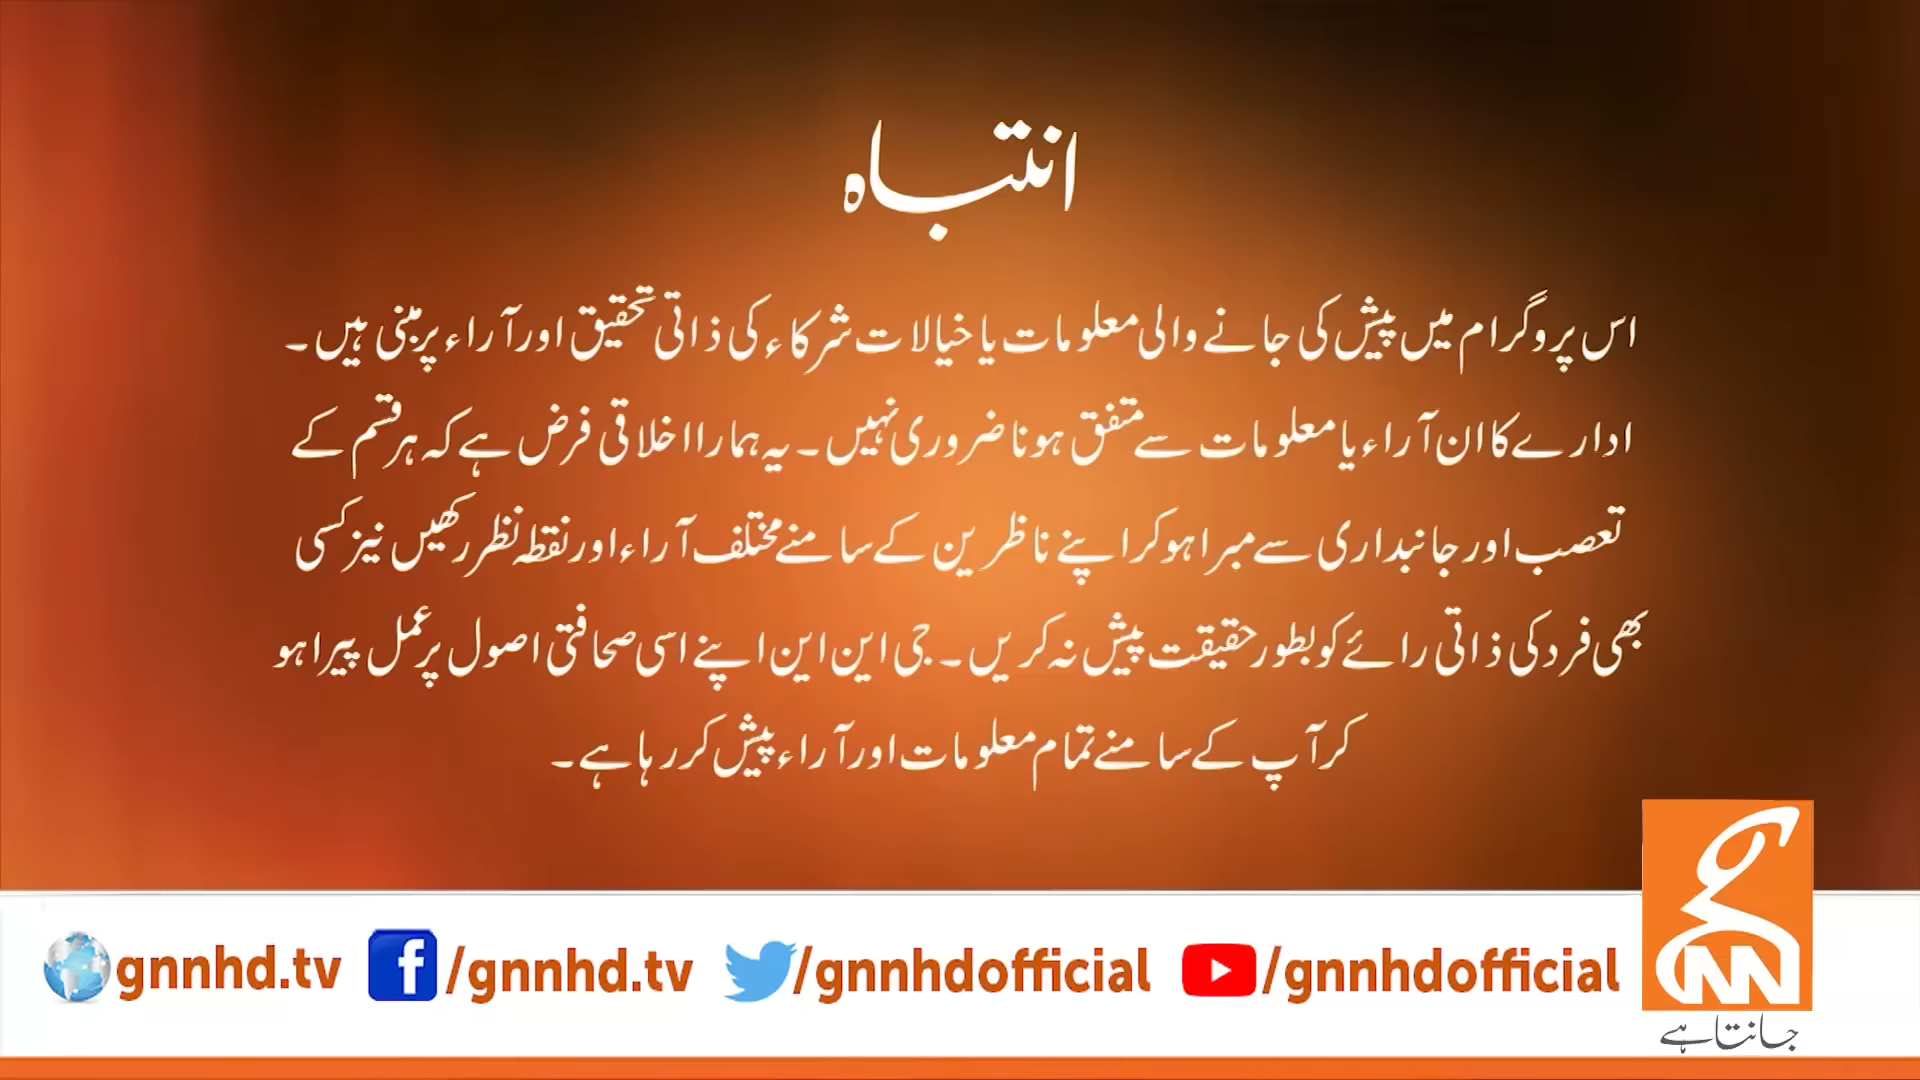 انتباہ
اس پروگرام میں پیش کی جانے والی معلومات یا خیالات شرکاء کی ذاتی تحقیق اور آراء پر مبنی ہیں۔
ادارے کا ان آراء یا معلومات سے متفق ہونا ضروری نہیں۔ یہ ہمارا اخلاقی فرض ہے کہ ہر قسم کے
تعصب اور جانبداری سے مبرا ہو کر اپنے ناظرین کے سامنے مختلف آراء اور نقطہ نظر رکھیں نیز کسی
بھی فرد کی ذاتی رائے کو بطور حقیقت پیش نہ کریں۔ جی این این اپنے اسی صحافتی اصول پر عمل پیرا ہو
کر آپ کے سامنے تمام معلومات اور آراء پیش کر رہا ہے۔
gnnhd.tv /gnnhd.tv /gnnhdofficial /gnnhdofficial
GNN
جانتا ہے